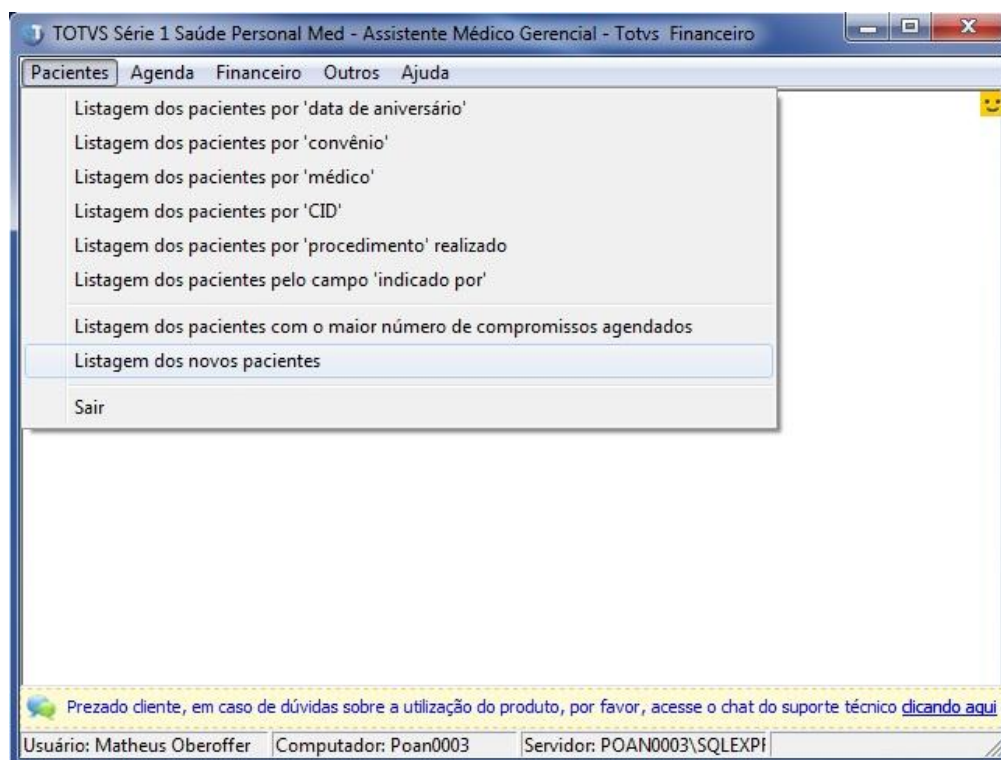 TOTVS Série 1 Saúde Personal Med - Assistente Médico Gerencial - Totvs Financeiro
Pacientes Agenda Financeiro Outros Ajuda
Listagem dos pacientes por 'data de aniversário'
Listagem dos pacientes por 'convênio'
Listagem dos pacientes por 'médico'
Listagem dos pacientes por 'CID'
Listagem dos pacientes por 'procedimento' realizado
Listagem dos pacientes pelo campo 'indicado por'
Listagem dos pacientes com o maior número de compromissos agendados
Listagem dos novos pacientes
Sair
Prezado cliente, em caso de dúvidas sobre a utilização do produto, por favor, acesse o chat do suporte técnico clicando aqui
Usuário: Matheus Oberoffer Computador: Poan0003 Servidor: POAN0003\SQLEXPF